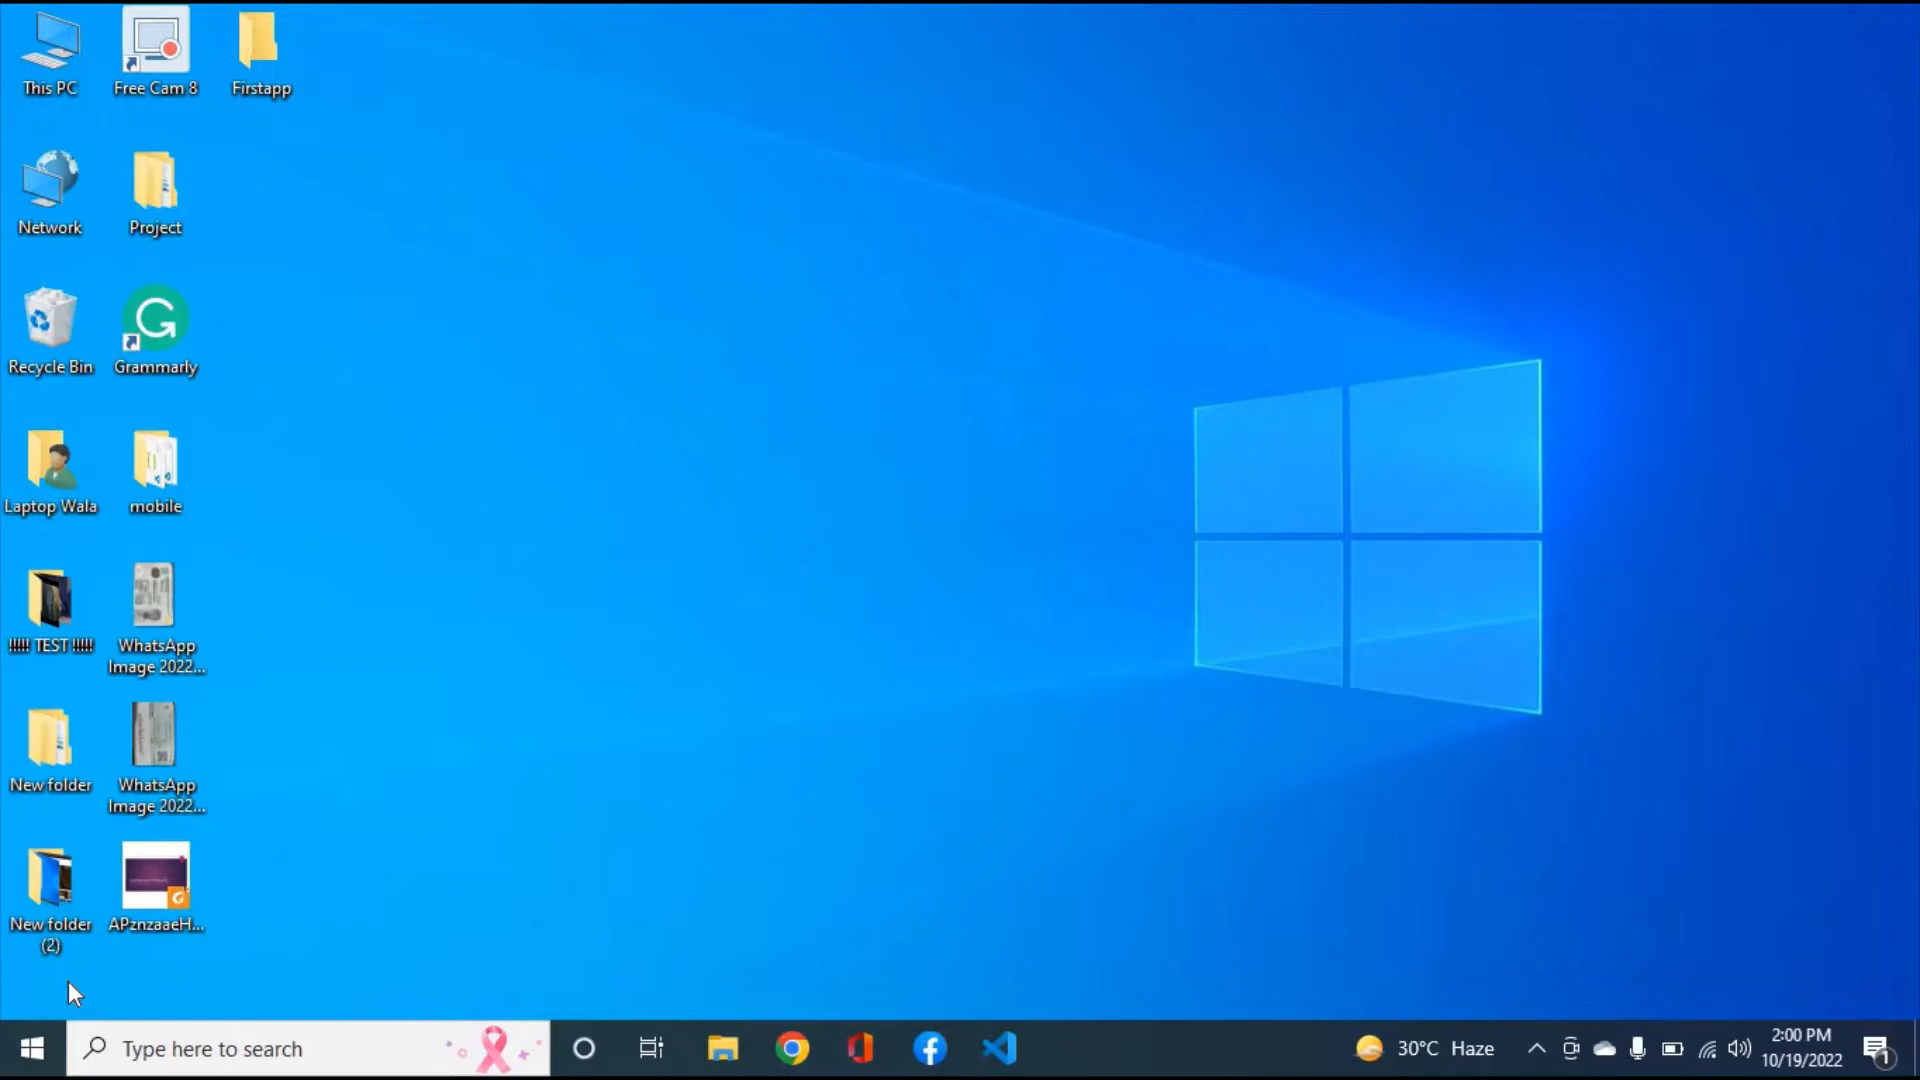 This PC
Free Cam 8
Firstapp
Network
Project
Recycle Bin
Grammarly
Laptop Wala
mobile
!!!!! TEST !!!!!
WhatsApp
Image 2022...
New folder
WhatsApp
Image 2022...
New folder
(2)
APznzaaeH...
Type here to search
30°C Haze
2:00 PM
10/19/2022
1